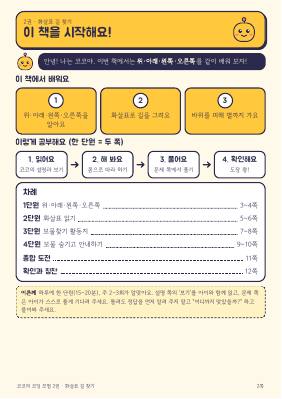 2권 · 화살표 길 찾기
이 책을 시작해요!
안녕! 나는 코코야. 이번 책에서는 위·아래·왼쪽·오른쪽을 같이 배워 보자!
이 책에서 배워요
1
위·아래·왼쪽·오른쪽을
알아요
2
화살표로 길을 그려요
3
바위를 피해 별까지 가요
이렇게 공부해요 (한 단원 = 두 쪽)
1. 읽어요
코코의 설명과 보기
2. 해 봐요
손으로 따라 하기
3. 풀어요
문제 쪽에서 풀기
4. 확인해요
도장 쾅!
차례
1단원 위·아래·왼쪽·오른쪽 3~4쪽
2단원 화살표 읽기 5~6쪽
3단원 보물찾기 활동지 7~8쪽
4단원 보물 숨기고 안내하기 9~10쪽
종합 도전 11쪽
확인과 칭찬 12쪽
어른께 하루에 한 단원(15~20분), 주 2~3회가 알맞아요. 설명 쪽의 '보기'를 아이와 함께 읽고, 문제 쪽
은 아이가 스스로 풀게 기다려 주세요. 틀려도 정답을 먼저 알려 주지 말고 "어디까지 맞았을까?" 하고
물어봐 주세요.
코코의 코딩 모험 2권 · 화살표 길 찾기
2쪽